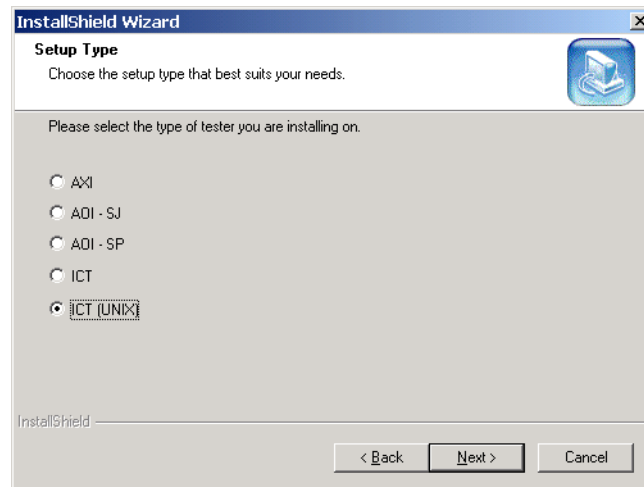 InstallShield Wizard
Setup Type
Choose the setup type that best suits your needs.
Please select the type of tester you are installing on.
AXI
AOI - SJ
AOI - SP
ICT
ICT (UNIX)
InstallShield
< Back Next > Cancel